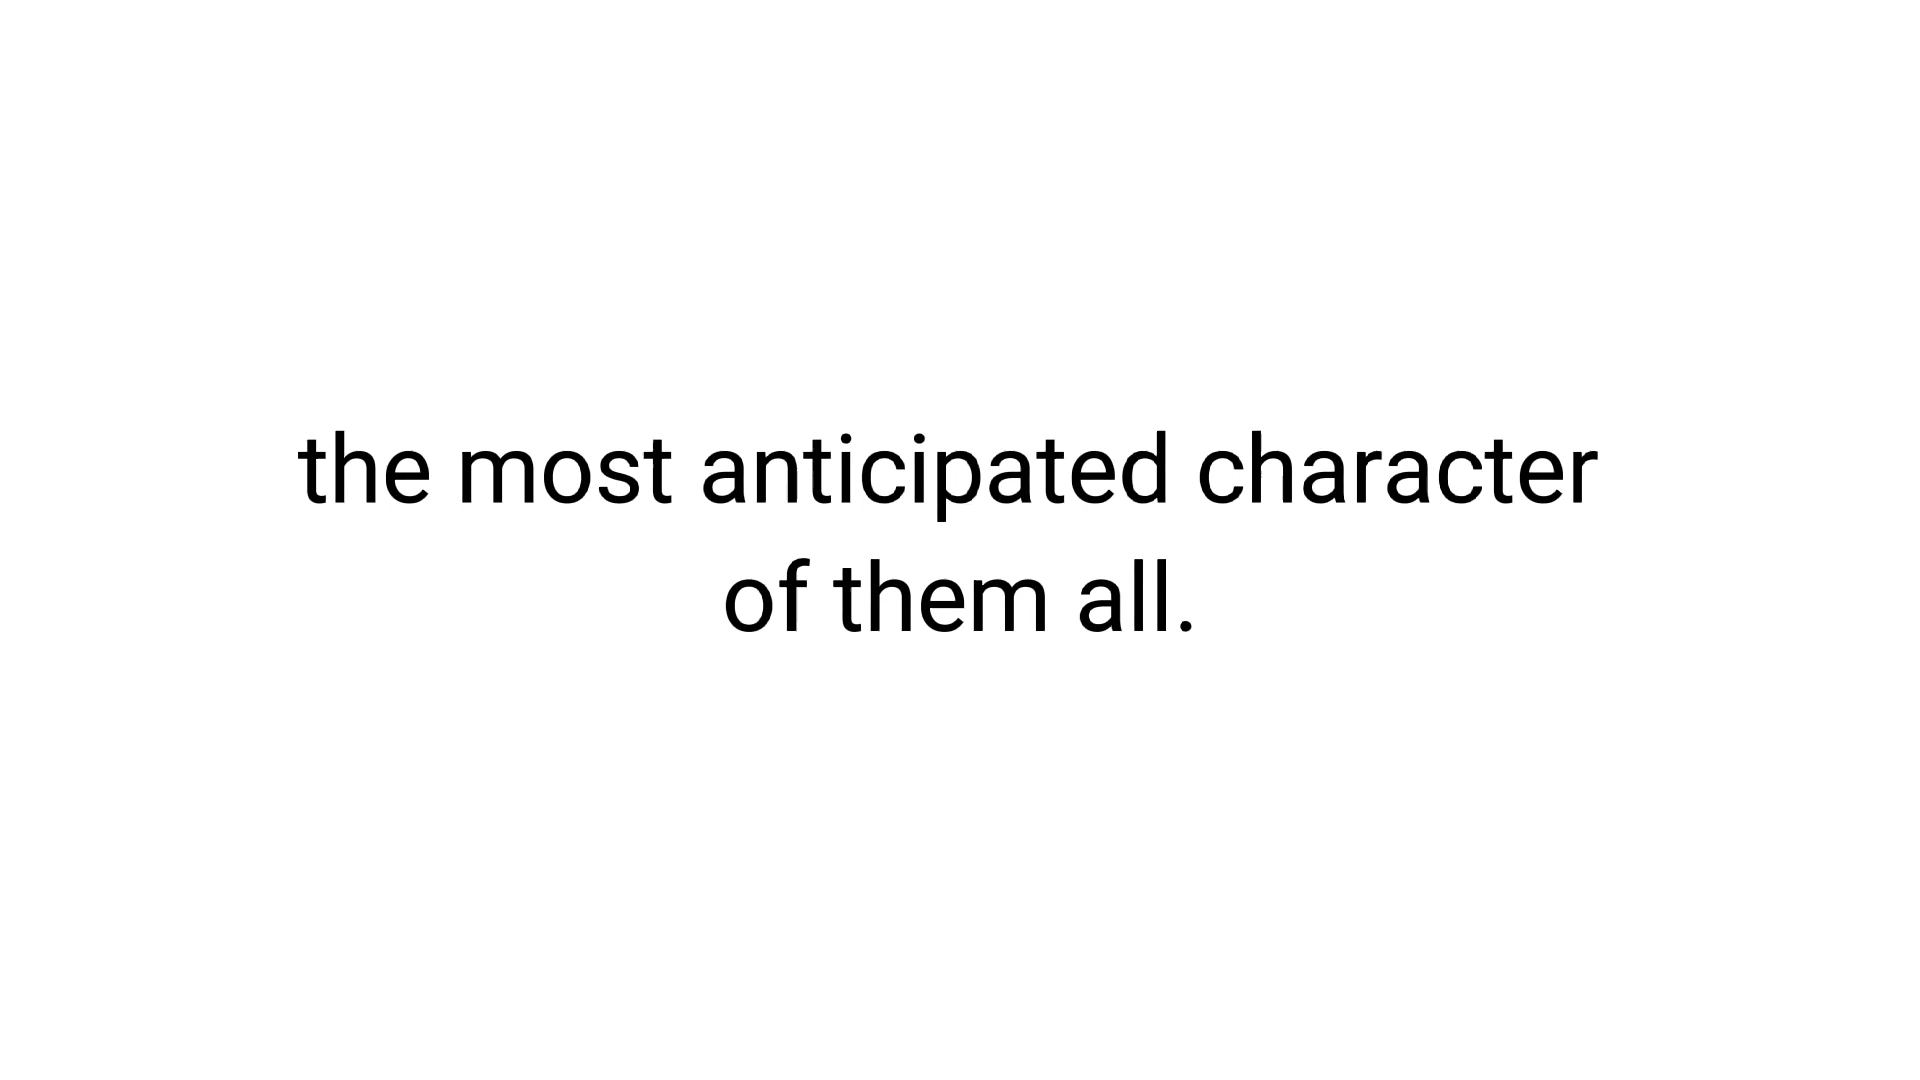 the most anticipated character
of them all.